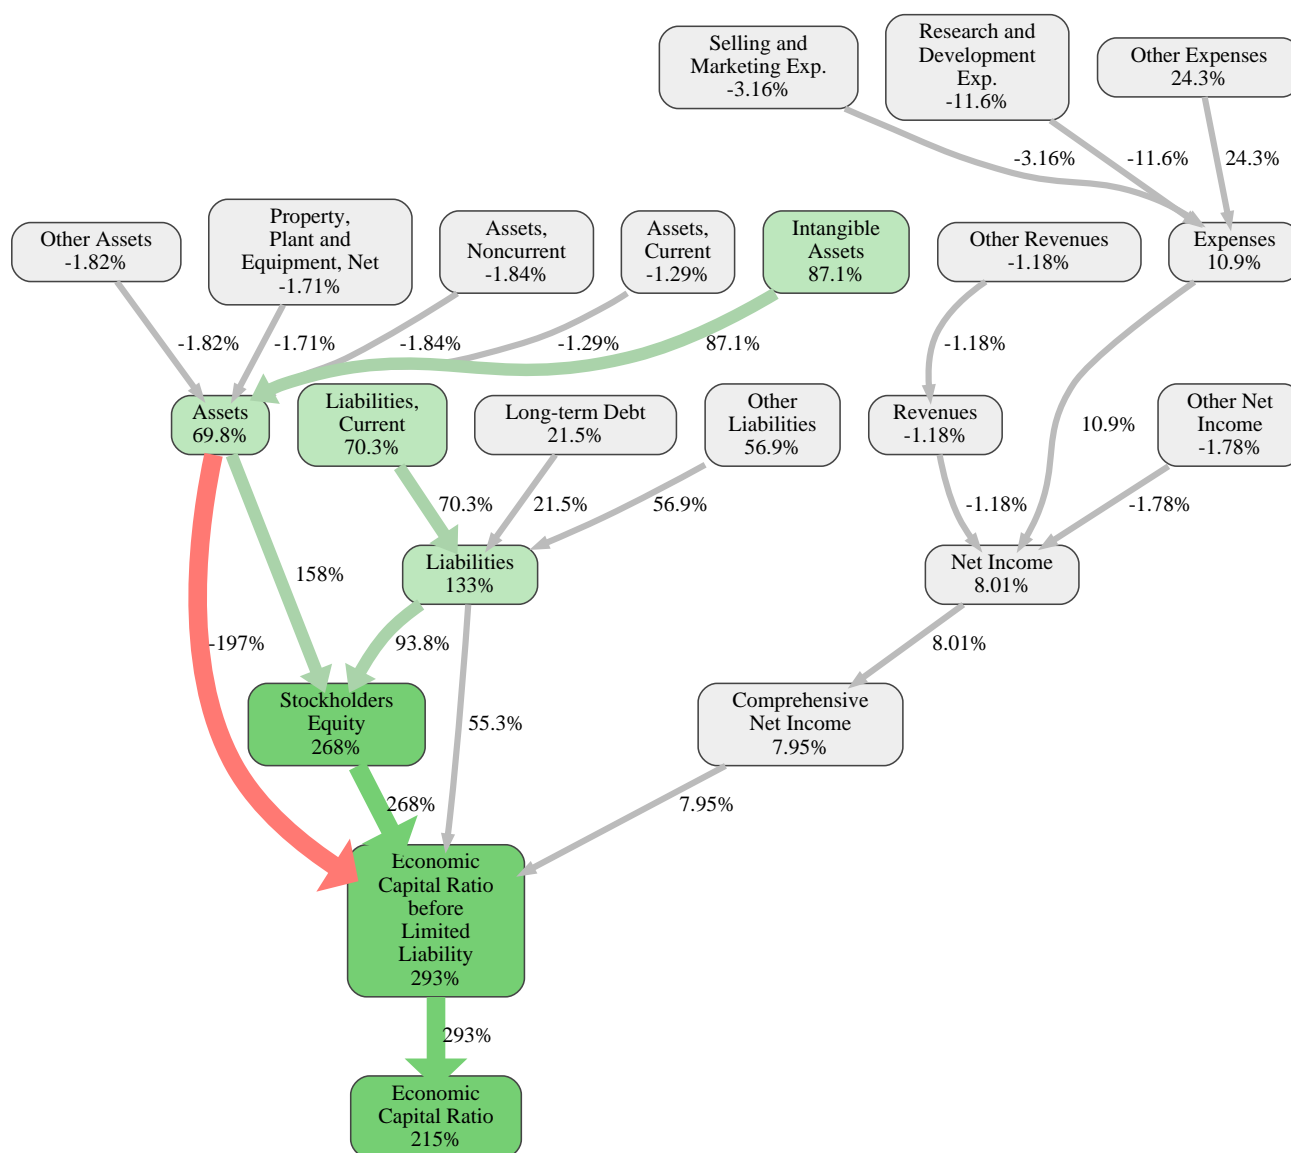 Selling and
Marketing Exp.
-3.16%
Research and
Development
Exp.
-11.6%
Other Expenses
24.3%
-3.16%
-11.6%
24.3%
Other Assets
-1.82%
Property,
Plant and
Equipment, Net
-1.71%
Assets,
Noncurrent
-1.84%
Assets,
Current
-1.29%
Intangible
Assets
87.1%
Other Revenues
-1.18%
Expenses
10.9%
-1.82%
-1.71%
-1.84%
-1.29%
87.1%
-1.18%
10.9%
Assets
69.8%
Liabilities,
Current
70.3%
Long-term Debt
21.5%
Other
Liabilities
56.9%
Revenues
-1.18%
Other Net
Income
-1.78%
70.3%
21.5%
56.9%
-1.18%
-1.78%
158%
Liabilities
133%
Net Income
8.01%
-197%
93.8%
8.01%
Stockholders
Equity
268%
55.3%
Comprehensive
Net Income
7.95%
268%
7.95%
Economic
Capital Ratio
before
Limited
Liability
293%
293%
Economic
Capital Ratio
215%